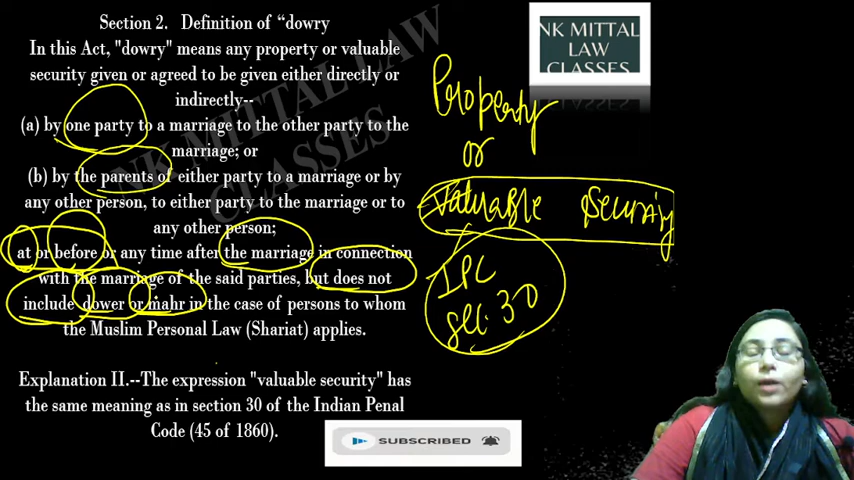 Section 2. Definition of “dowry
In this Act, "dowry" means any property or valuable
security given or agreed to be given either directly or
indirectly--
(a) by one party to a marriage to the other party to the
marriage; or
(b) by the parents of either party to a marriage or by
any other person, to either party to the marriage or to
any other person;
at or before or any time after the marriage in connection
with the marriage of the said parties, but does not
include dower or mahr in the case of persons to whom
the Muslim Personal Law (Shariat) applies.
Explanation II.--The expression "valuable security" has
the same meaning as in section 30 of the Indian Penal
Code (45 of 1860).
NK MITTAL
LAW
CLASSES
Property
or
Valuable Security
IPC
sec. 30
NK MITTAL LAW
CLASSES
SUBSCRIBED